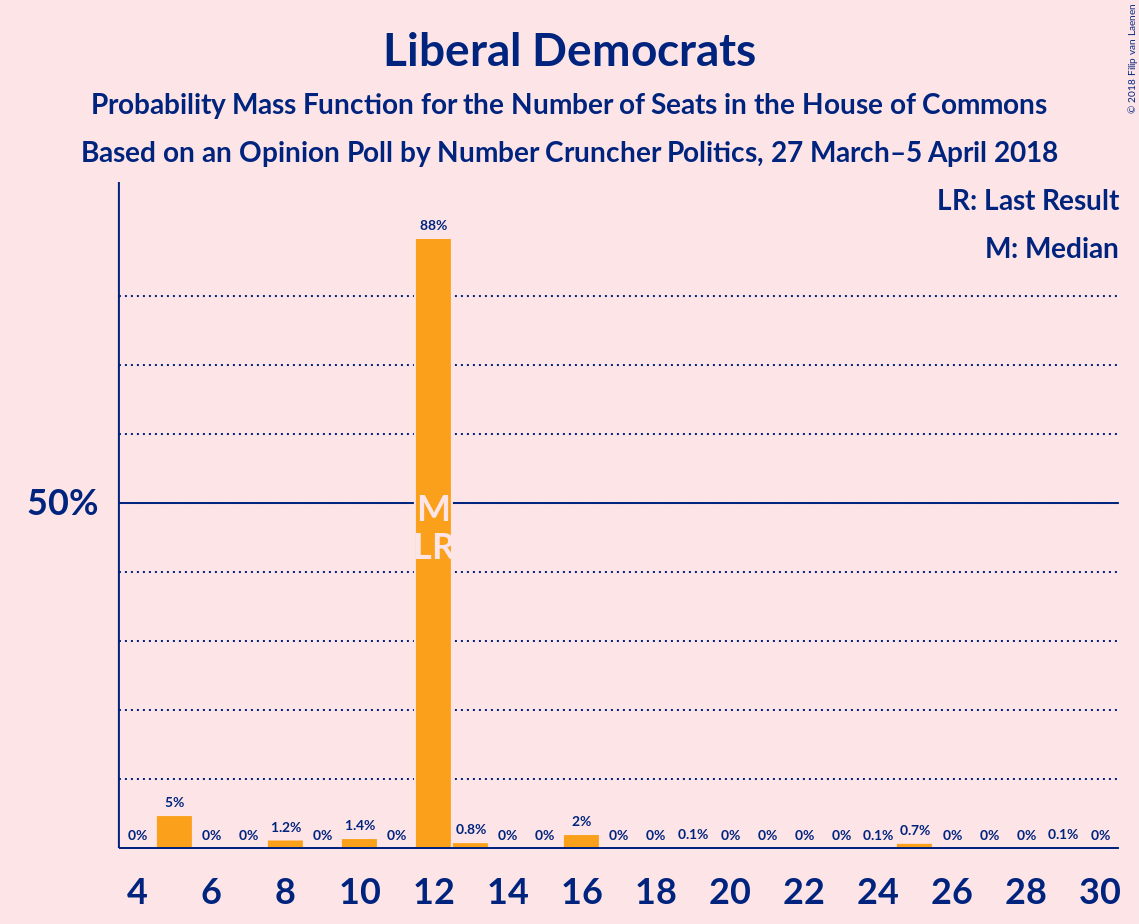 Liberal Democrats
Probability Mass Function for the Number of Seats in the House of Commons
Based on an Opinion Poll by Number Cruncher Politics, 27 March–5 April 2018
© 2018 Filip van Laenen
LR: Last Result
M: Median
50%
0% 5% 0% 0% 1.2% 0% 1.4% 0% 88% 0.8% 0% 0% 2% 0% 0% 0.1% 0% 0% 0% 0% 0.1% 0.7% 0% 0% 0% 0.1% 0%
M
LR
4 6 8 10 12 14 16 18 20 22 24 26 28 30